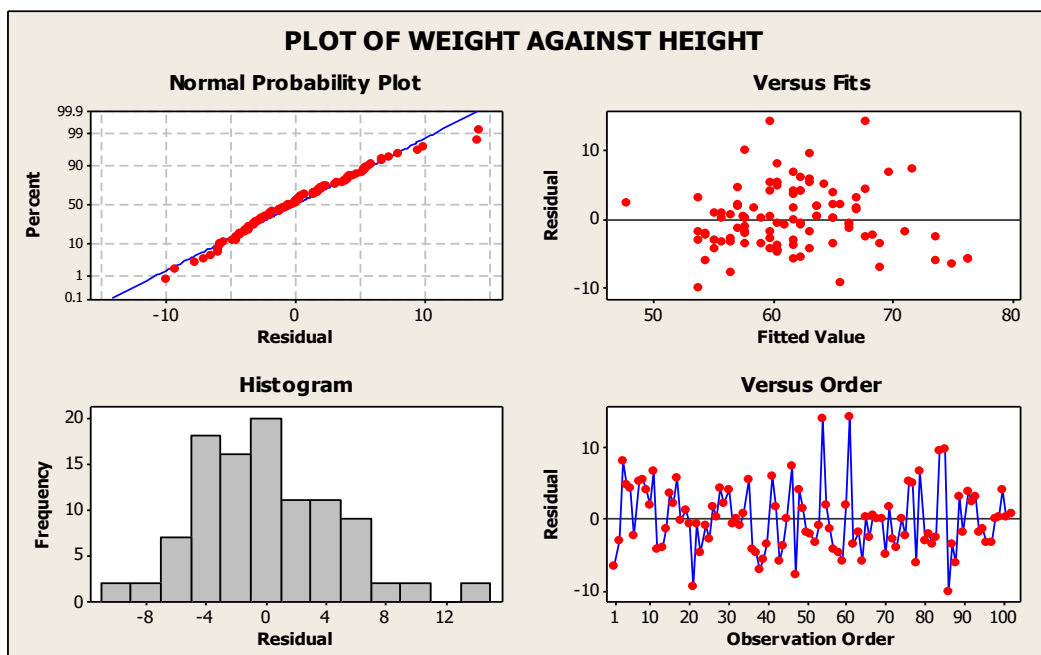 PLOT OF WEIGHT AGAINST HEIGHT
Normal Probability Plot
99.9
99
90
50
10
1
0.1
Percent
-10 0 10
Residual
Versus Fits
10
0
-10
Residual
50 60 70 80
Fitted Value
Histogram
20
15
10
5
0
Frequency
-8 -4 0 4 8 12
Residual
Versus Order
10
0
-10
Residual
1 10 20 30 40 50 60 70 80 90 100
Observation Order